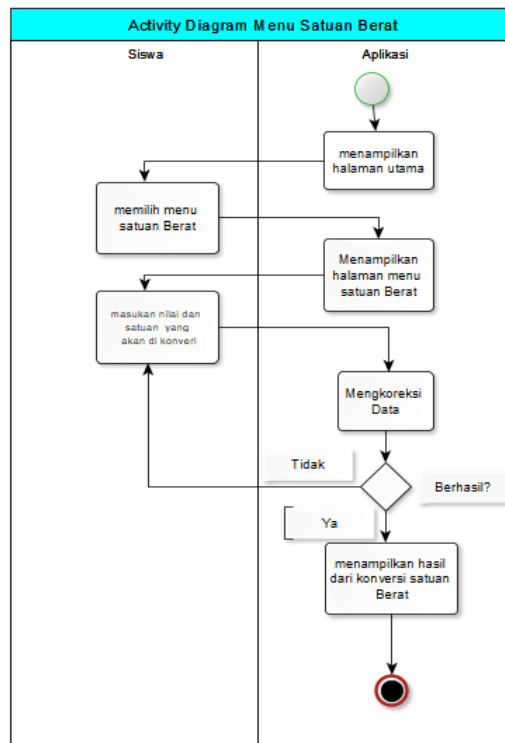 Activity Diagram Menu Satuan Berat
Siswa
Aplikasi
menampilkan
halaman utama
memilih menu
satuan Berat
Menampilkan
halaman menu
satuan Berat
masukan nilai dan
satuan yang
akan di konveri
Mengkoreksi
Data
Tidak
Berhasil?
Ya
menampilkan hasil
dari konversi satuan
Berat